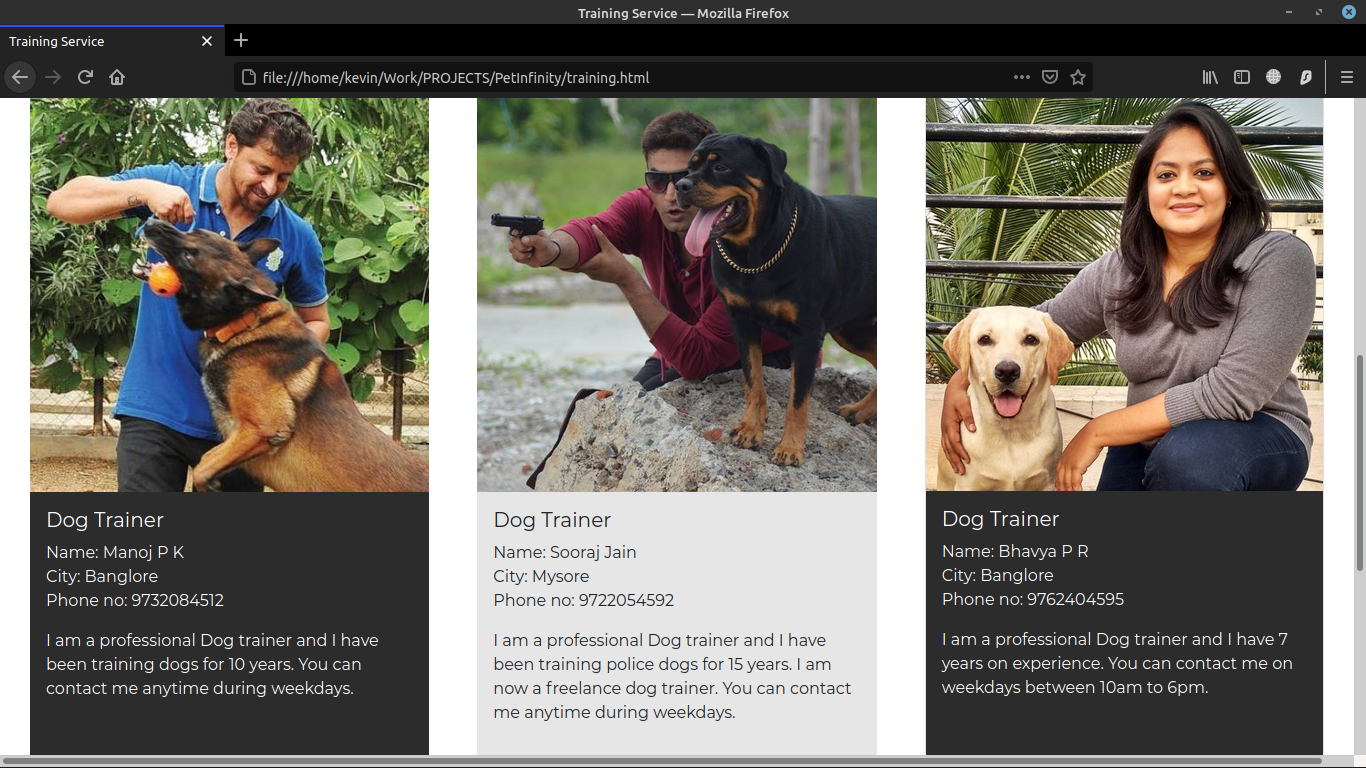 Training Service — Mozilla Firefox
Training Service
file:///home/kevin/Work/PROJECTS/PetInfinity/training.html
Dog Trainer
Name: Manoj P K
City: Banglore
Phone no: 9732084512
I am a professional Dog trainer and I have
been training dogs for 10 years. You can
contact me anytime during weekdays.
Dog Trainer
Name: Sooraj Jain
City: Mysore
Phone no: 9722054592
I am a professional Dog trainer and I have
been training police dogs for 15 years. I am
now a freelance dog trainer. You can contact
me anytime during weekdays.
Dog Trainer
Name: Bhavya P R
City: Banglore
Phone no: 9762404595
I am a professional Dog trainer and I have 7
years on experience. You can contact me on
weekdays between 10am to 6pm.